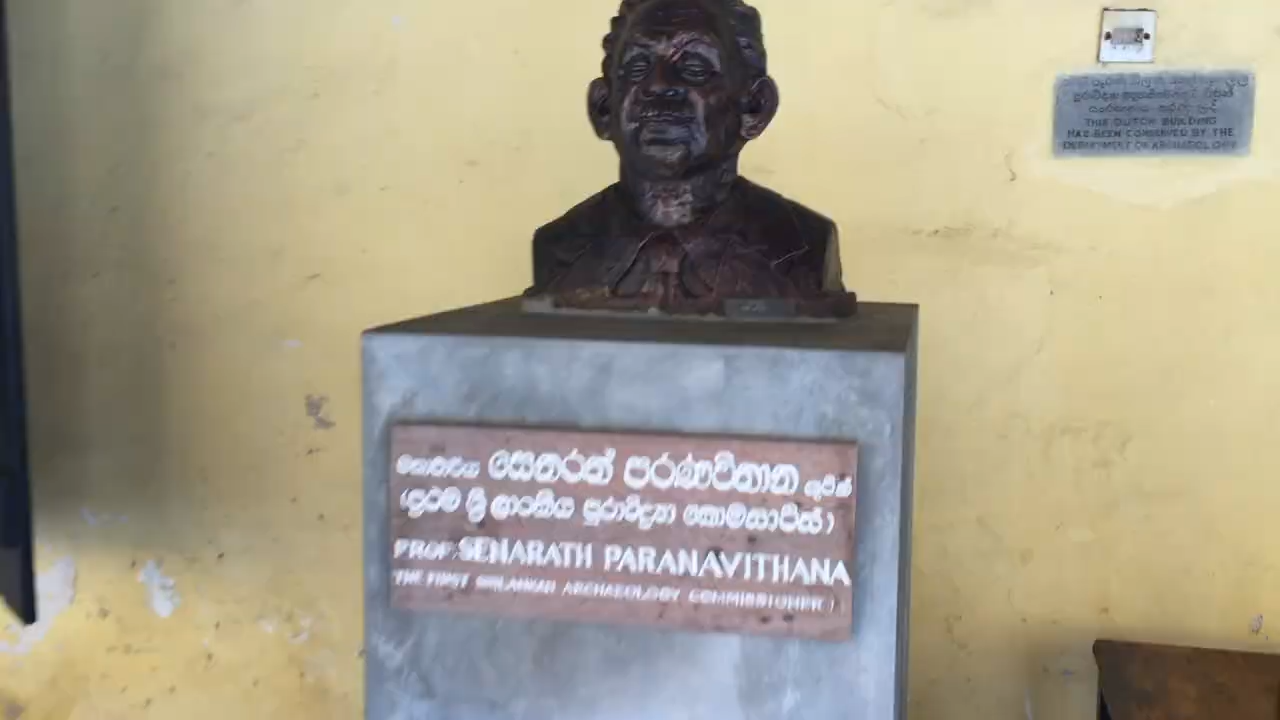 සෙනරත් පරණවිතාන
(ප්‍රථම ශ්‍රී ලාංකික පුරාවිද්‍යා කොමසාරිස්)
PROF: SENARATH PARANAVITHANA
THE FIRST SRILANKAN ARCHAEOLOGY COMMISSIONER)
THIS DUTCH BUILDING
HAS BEEN CONSERVED BY THE
DEPARTMENT OF ARCHAEOLOGY